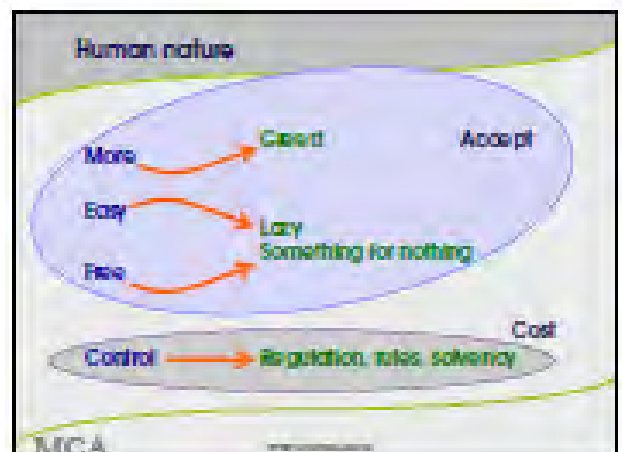 Human nature
More Greed Accept
Easy
Lazy
Something for nothing
Free
Cost
Control Regulation, rules, solvency
MCA